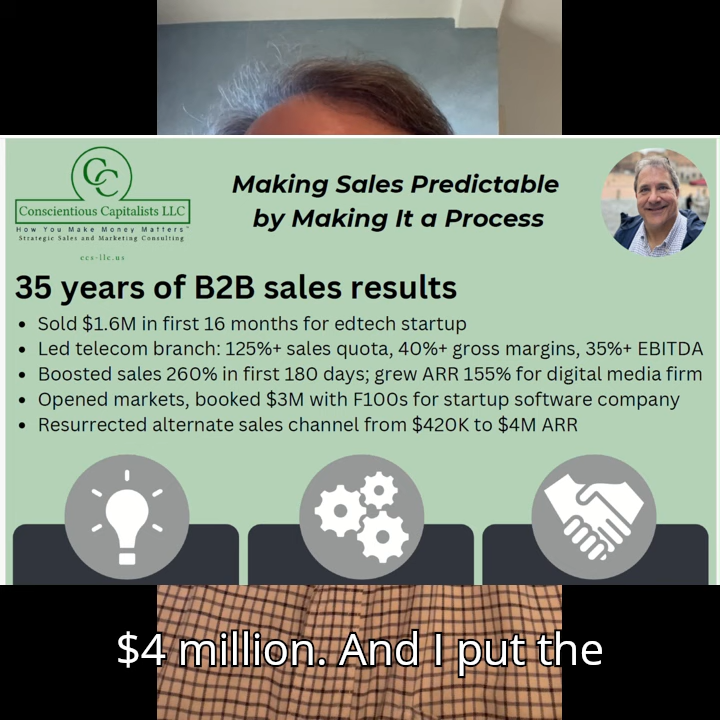 CC
Conscientious Capitalists LLC
How You Make Money Matters™
Strategic Sales and Marketing Consulting
ccs-llc.us
Making Sales Predictable
by Making It a Process
35 years of B2B sales results
• Sold $1.6M in first 16 months for edtech startup
• Led telecom branch: 125%+ sales quota, 40%+ gross margins, 35%+ EBITDA
• Boosted sales 260% in first 180 days; grew ARR 155% for digital media firm
• Opened markets, booked $3M with F100s for startup software company
• Resurrected alternate sales channel from $420K to $4M ARR
$4 million. And I put the